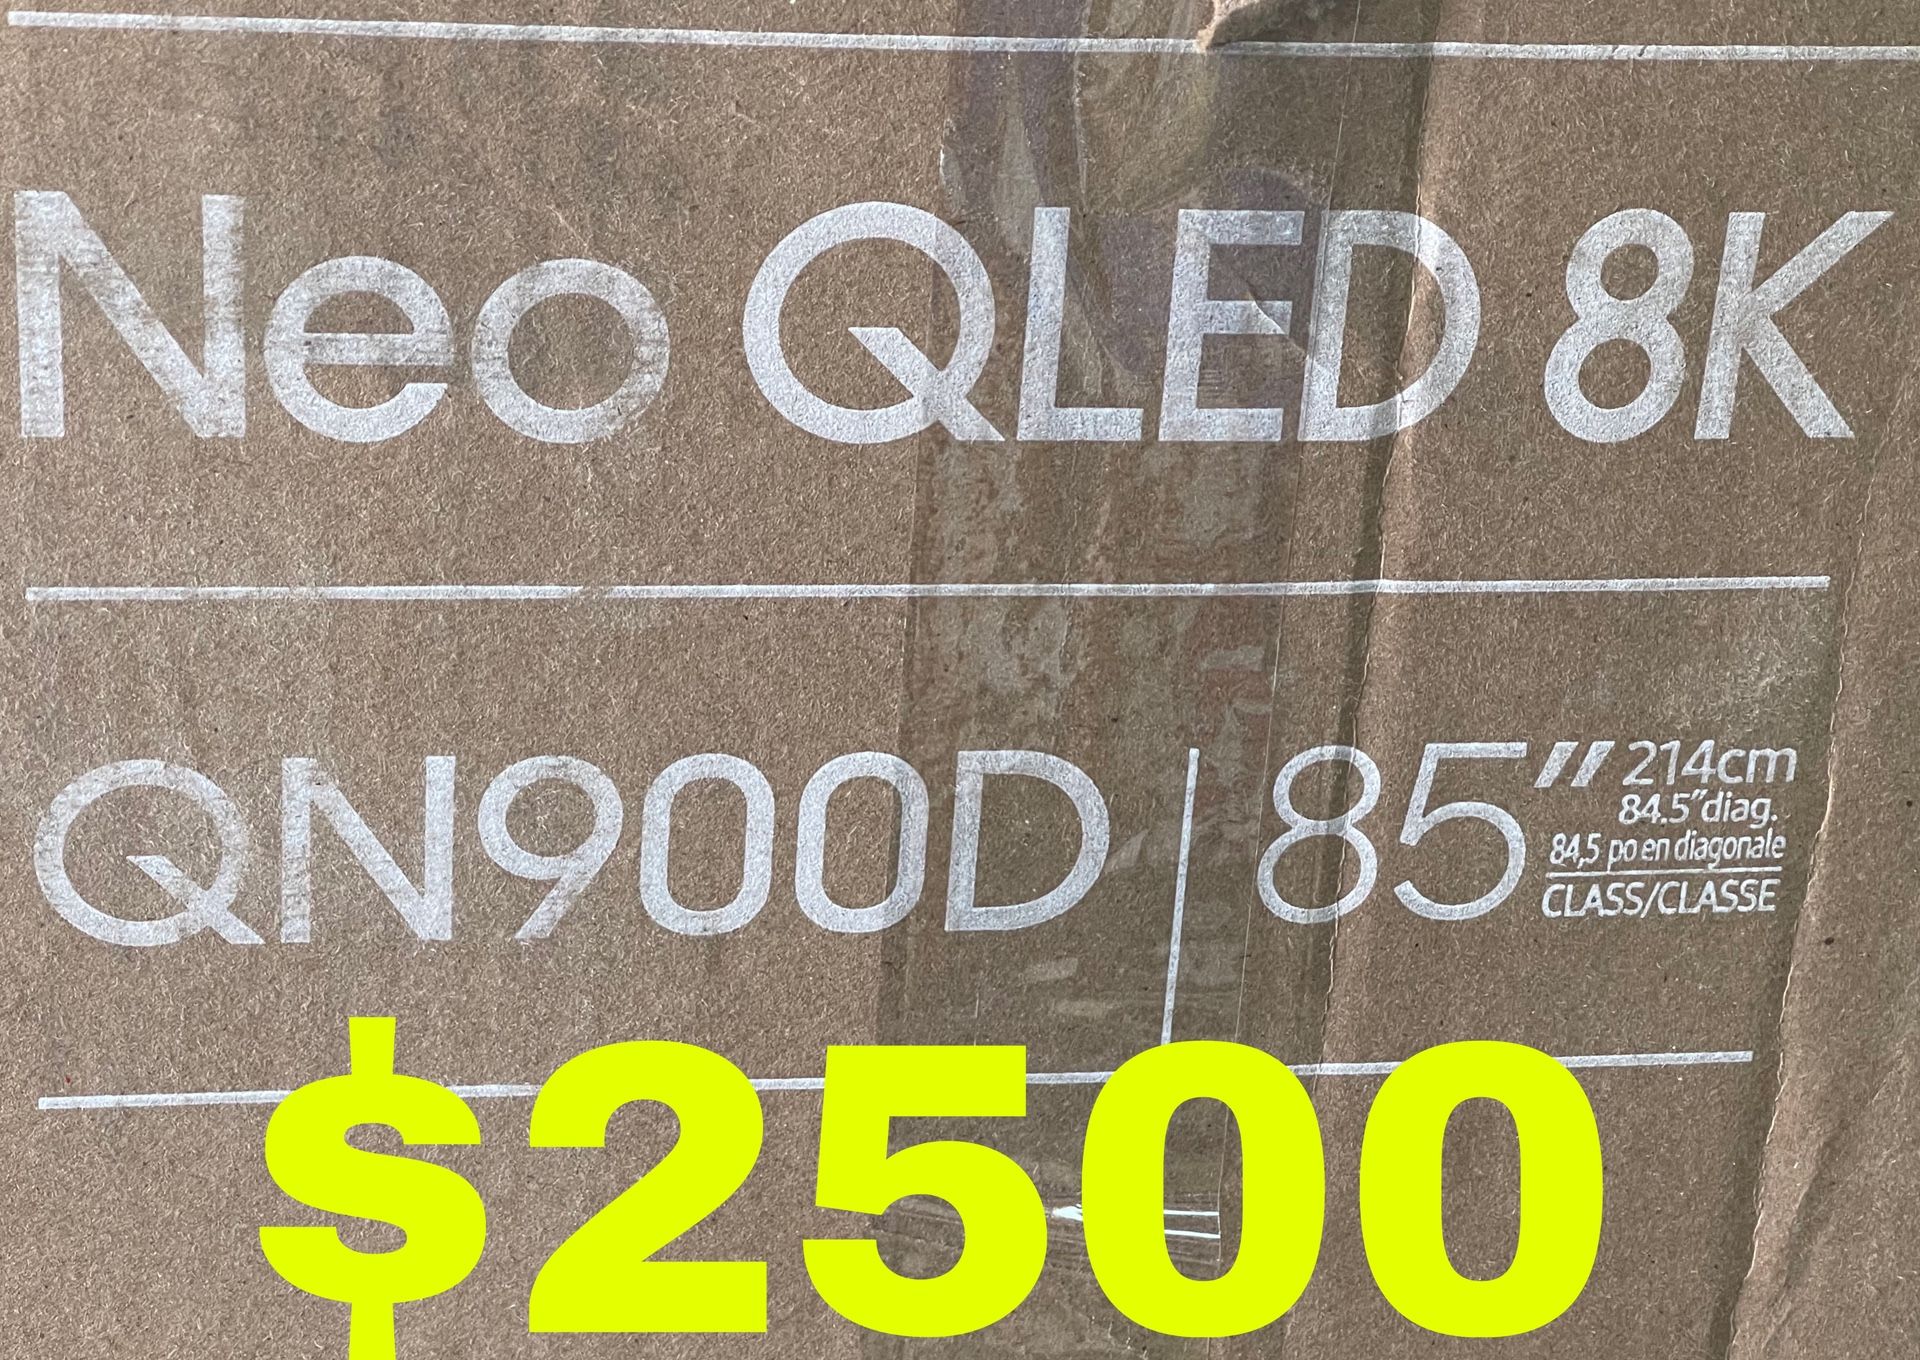 Neo QLED 8K
QN900D | 85” 214cm
84.5”diag.
84,5 po en diagonale
CLASS/CLASSE
$2500